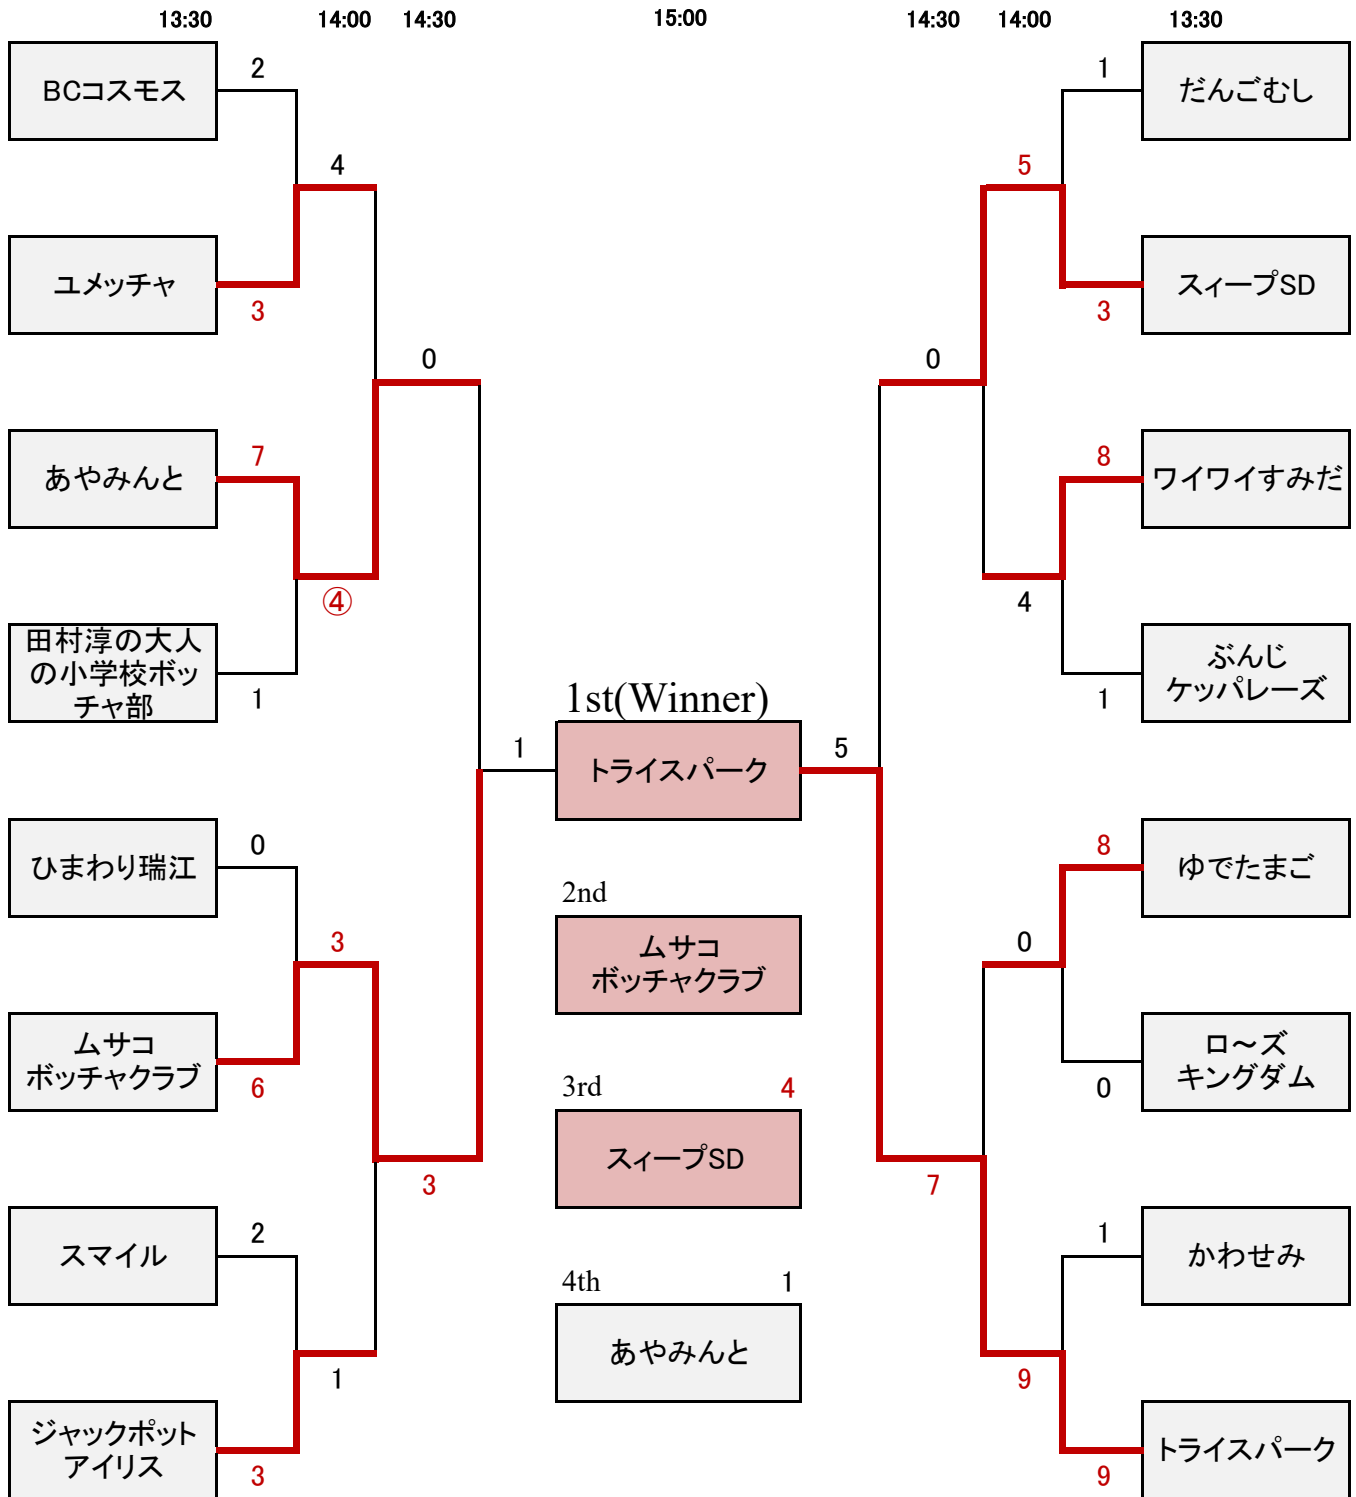 13:30 14:00 14:30 15:00 14:30 14:00 13:30
2 1
BCコスモス だんごむし
4 5
ユメッチャ スィープSD
3 3
0 0
7 8
あやみんと ワイワイすみだ
④ 4
田村淳の大人
の小学校ボッ
チャ部
ぶんじ
ケッパレーズ
1 1
1st(Winner)
1 5
トライスパーク
0 8
ひまわり瑞江 ゆでたまご
2nd
3 0
ムサコ
ボッチャクラブ
ムサコ
ボッチャクラブ
ロ～ズ
キングダム
6 0
3rd 4
スィープSD
3 7
2 1
スマイル かわせみ
4th 1
あやみんと
1 9
ジャックポット
アイリス
トライスパーク
3 9